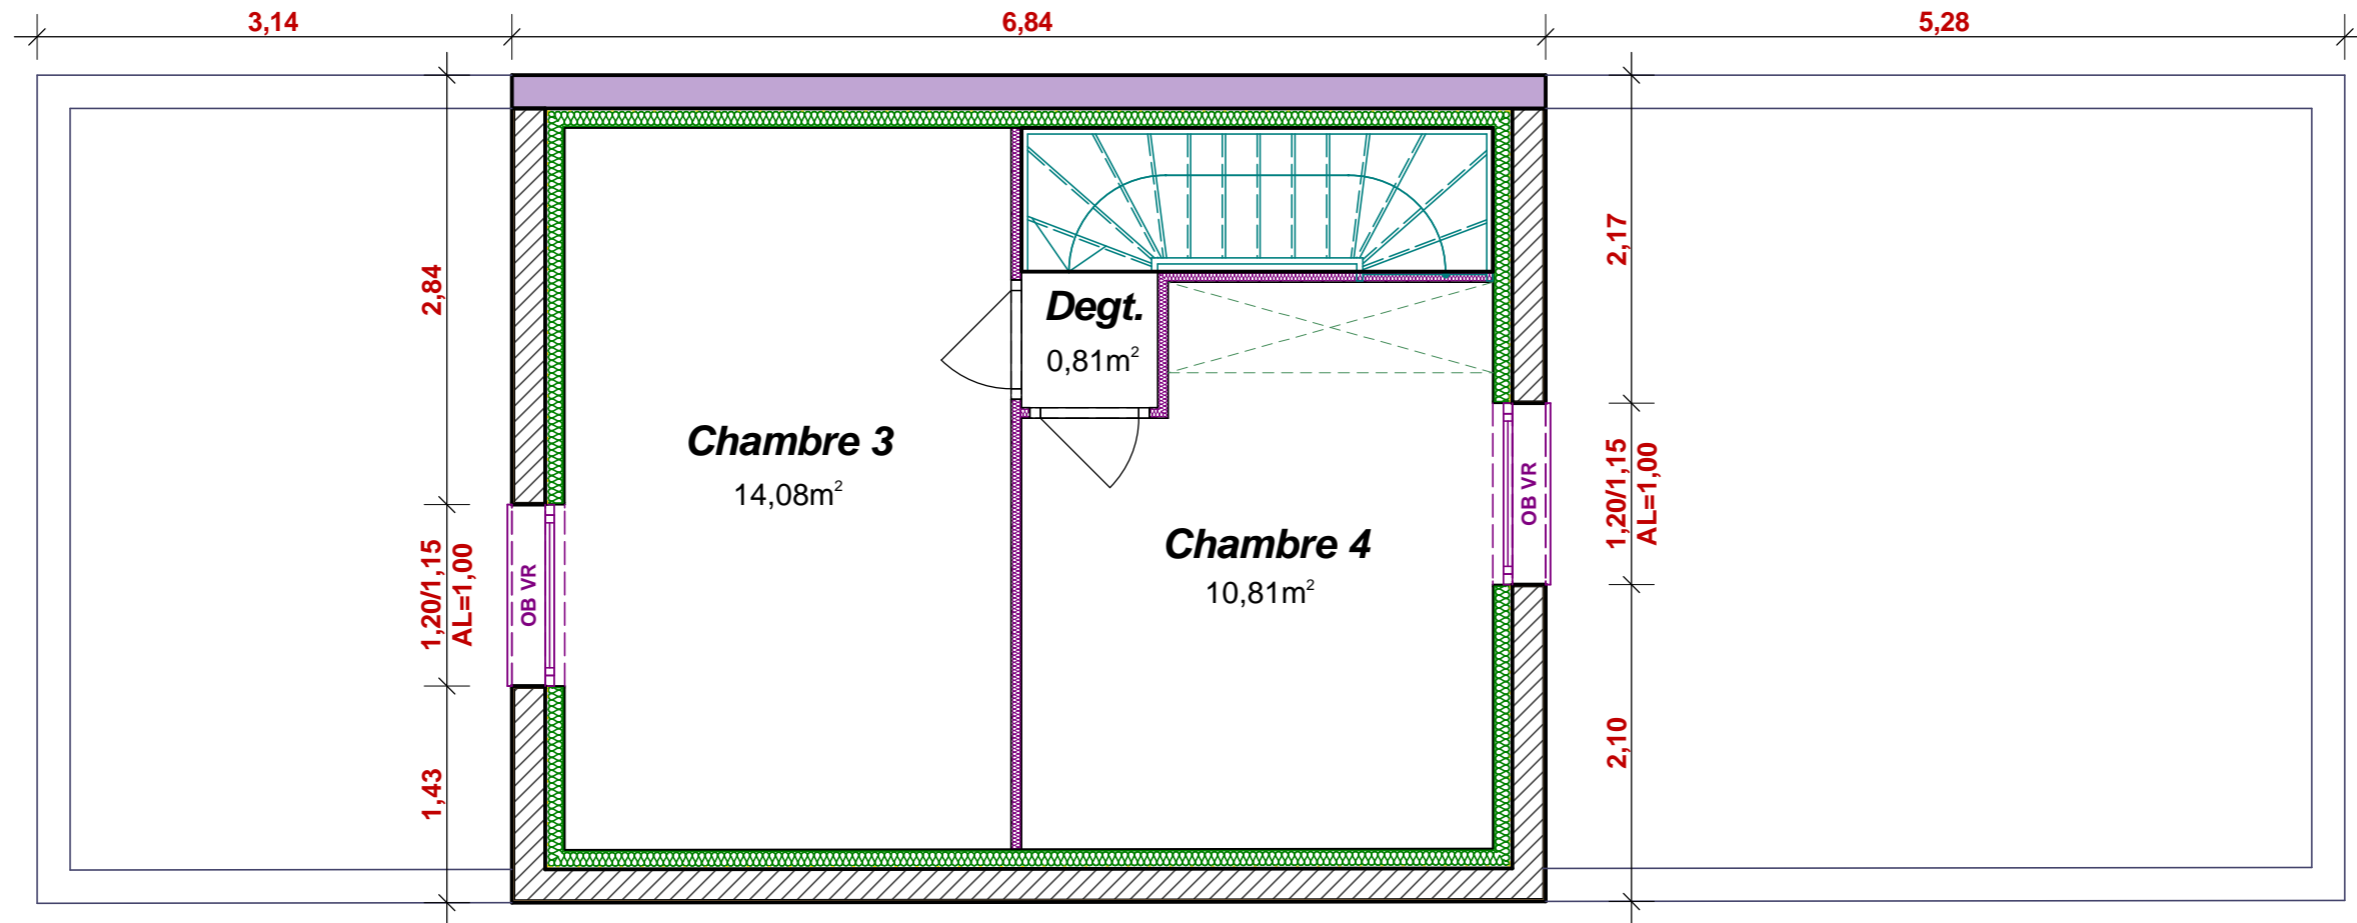 3,14
6,84
5,28
2,84
1,20/1,15
AL=1,00
1,43
OB VR
Chambre 3
14,08m²
Degt.
0,81m²
Chambre 4
10,81m²
OB VR
2,17
1,20/1,15
AL=1,00
2,10